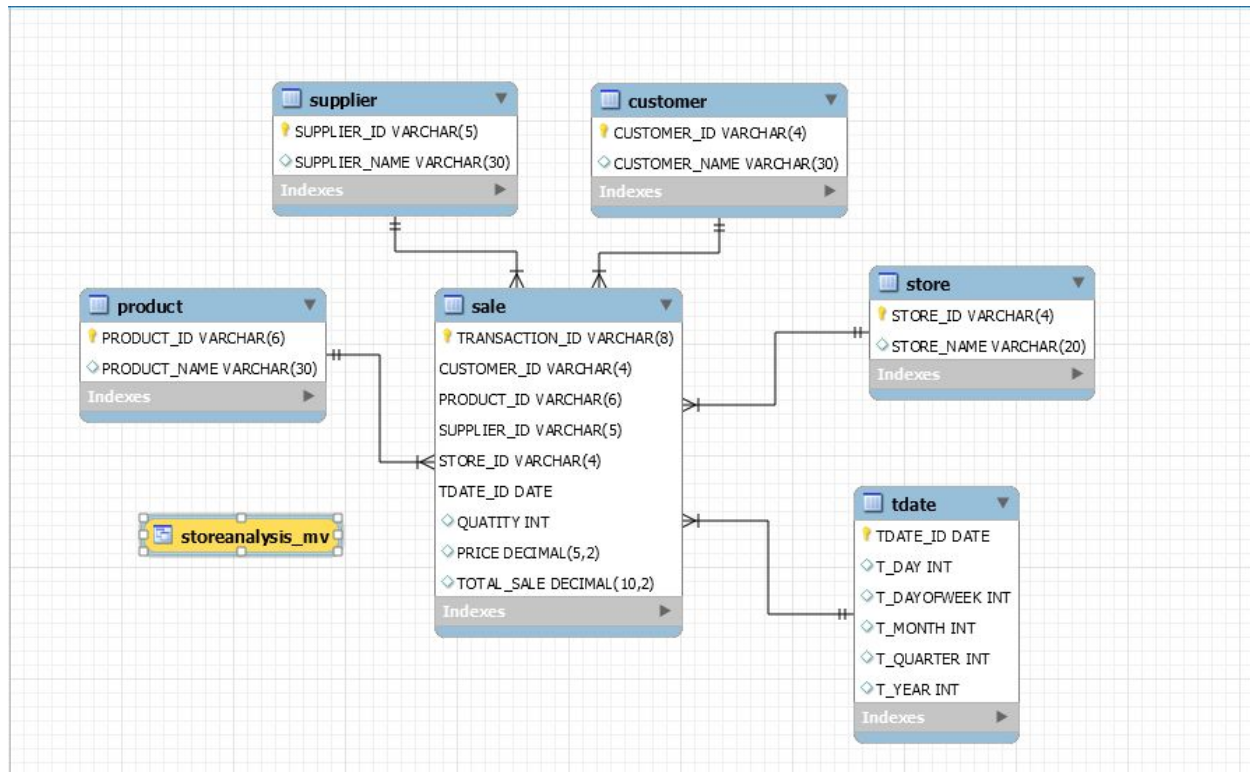 supplier
SUPPLIER_ID VARCHAR(5)
SUPPLIER_NAME VARCHAR(30)
Indexes
customer
CUSTOMER_ID VARCHAR(4)
CUSTOMER_NAME VARCHAR(30)
Indexes
product
PRODUCT_ID VARCHAR(6)
PRODUCT_NAME VARCHAR(30)
Indexes
sale
TRANSACTION_ID VARCHAR(8)
CUSTOMER_ID VARCHAR(4)
PRODUCT_ID VARCHAR(6)
SUPPLIER_ID VARCHAR(5)
STORE_ID VARCHAR(4)
TDATE_ID DATE
QUATITY INT
PRICE DECIMAL(5,2)
TOTAL_SALE DECIMAL(10,2)
Indexes
store
STORE_ID VARCHAR(4)
STORE_NAME VARCHAR(20)
Indexes
storeanalysis_mv
tdate
TDATE_ID DATE
T_DAY INT
T_DAYOFWEEK INT
T_MONTH INT
T_QUARTER INT
T_YEAR INT
Indexes